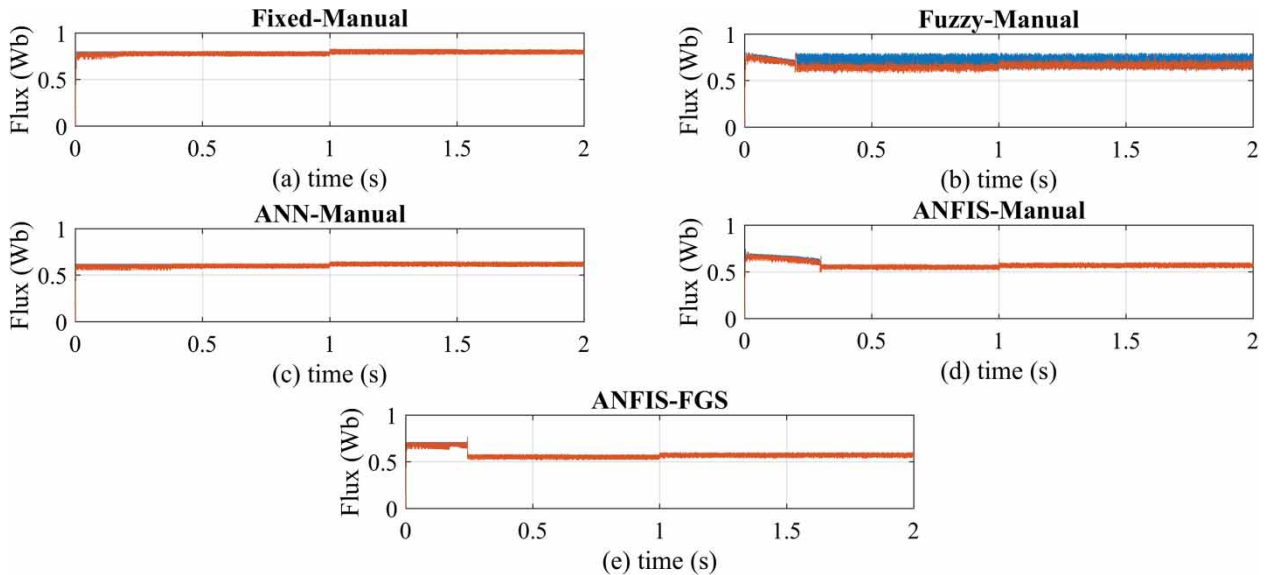 Fixed-Manual
Flux (Wb)
1
0.5
0
0 0.5 1 1.5 2
(a) time (s)
Fuzzy-Manual
Flux (Wb)
1
0.5
0
0 0.5 1 1.5 2
(b) time (s)
ANN-Manual
Flux (Wb)
1
0.5
0
0 0.5 1 1.5 2
(c) time (s)
ANFIS-Manual
Flux (Wb)
1
0.5
0
0 0.5 1 1.5 2
(d) time (s)
ANFIS-FGS
Flux (Wb)
1
0.5
0
0 0.5 1 1.5 2
(e) time (s)